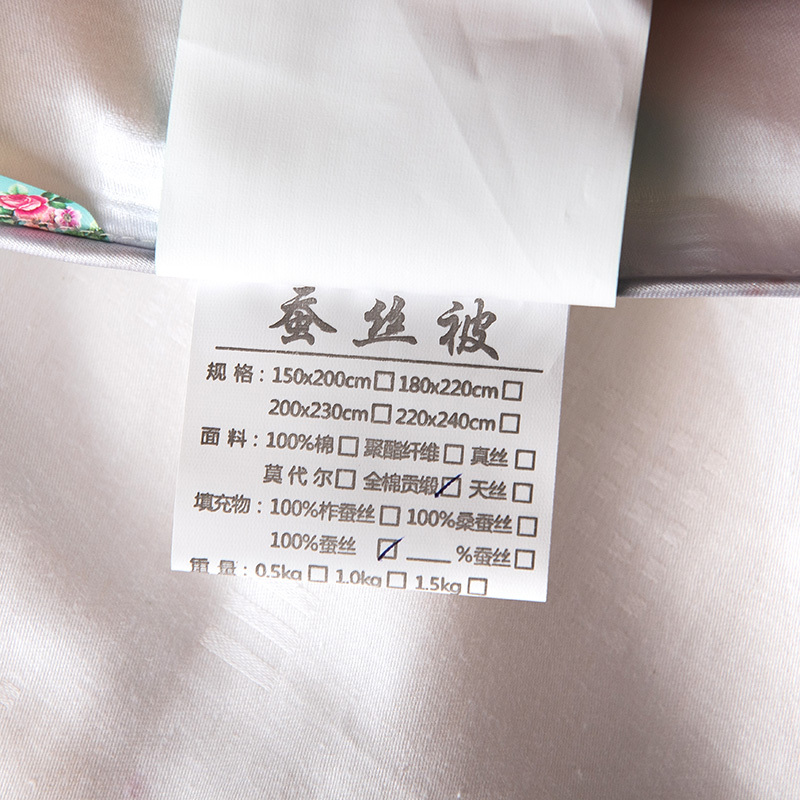 蚕丝被
规格：150x200cm□ 180x220cm□
200x230cm□ 220x240cm□
面料：100%棉□ 聚酯纤维□ 真丝□
莫代尔□ 全棉贡缎☑ 天丝□
填充物：100%柞蚕丝□ 100%桑蚕丝□
100%蚕丝 ☑ ____%蚕丝□
重量：0.5kg□ 1.0kg□ 1.5kg□